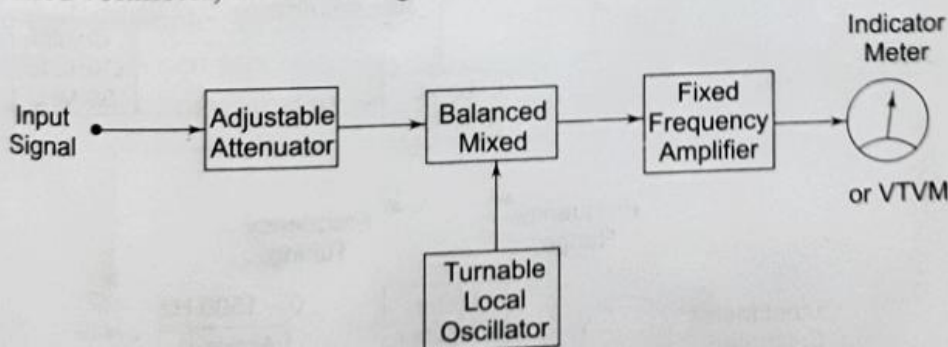 Input
Signal
Adjustable
Attenuator
Balanced
Mixed
Turnable
Local
Oscillator
Fixed
Frequency
Amplifier
Indicator
Meter
or VTVM